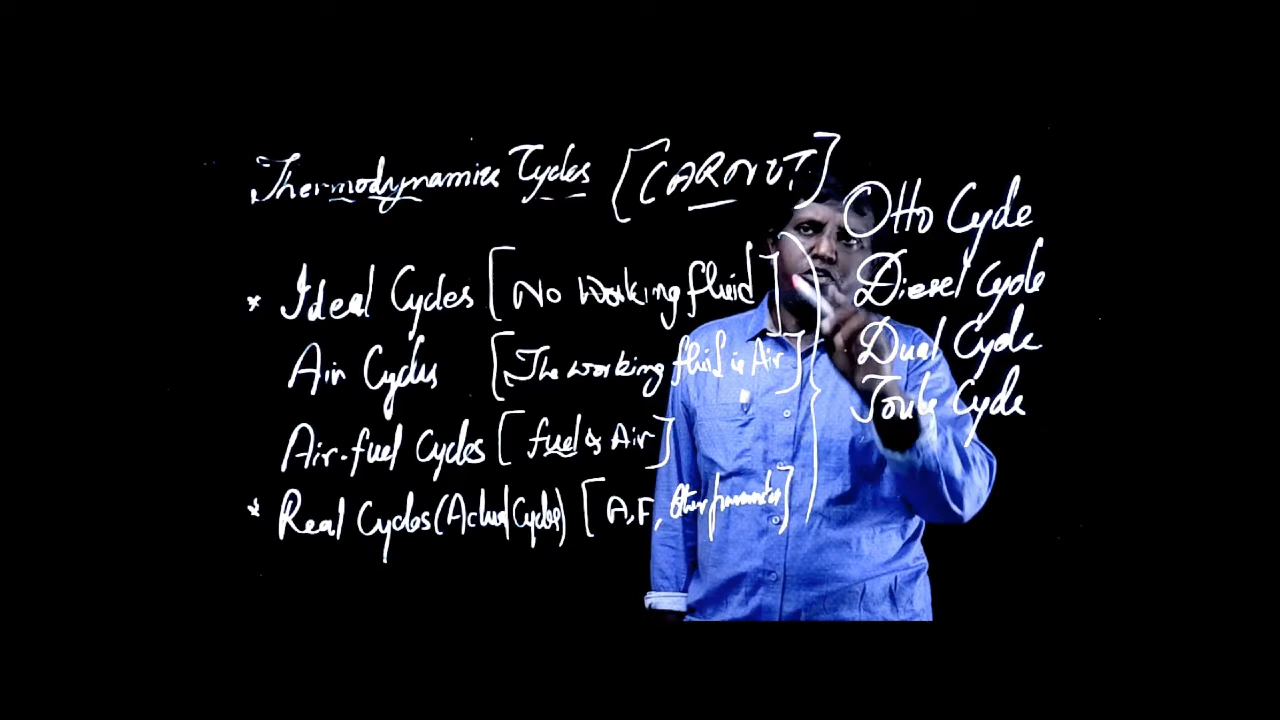 Thermodynamics Cycles [CARNOT]
* Ideal Cycles [No working fluid]
Air Cycles [The working fluid is Air]
Air-fuel Cycles [fuel & Air]
* Real Cycles (Actual Cycles) [A, F, Other parameters]
Otto Cycle
Diesel Cycle
Dual Cycle
Joule Cycle